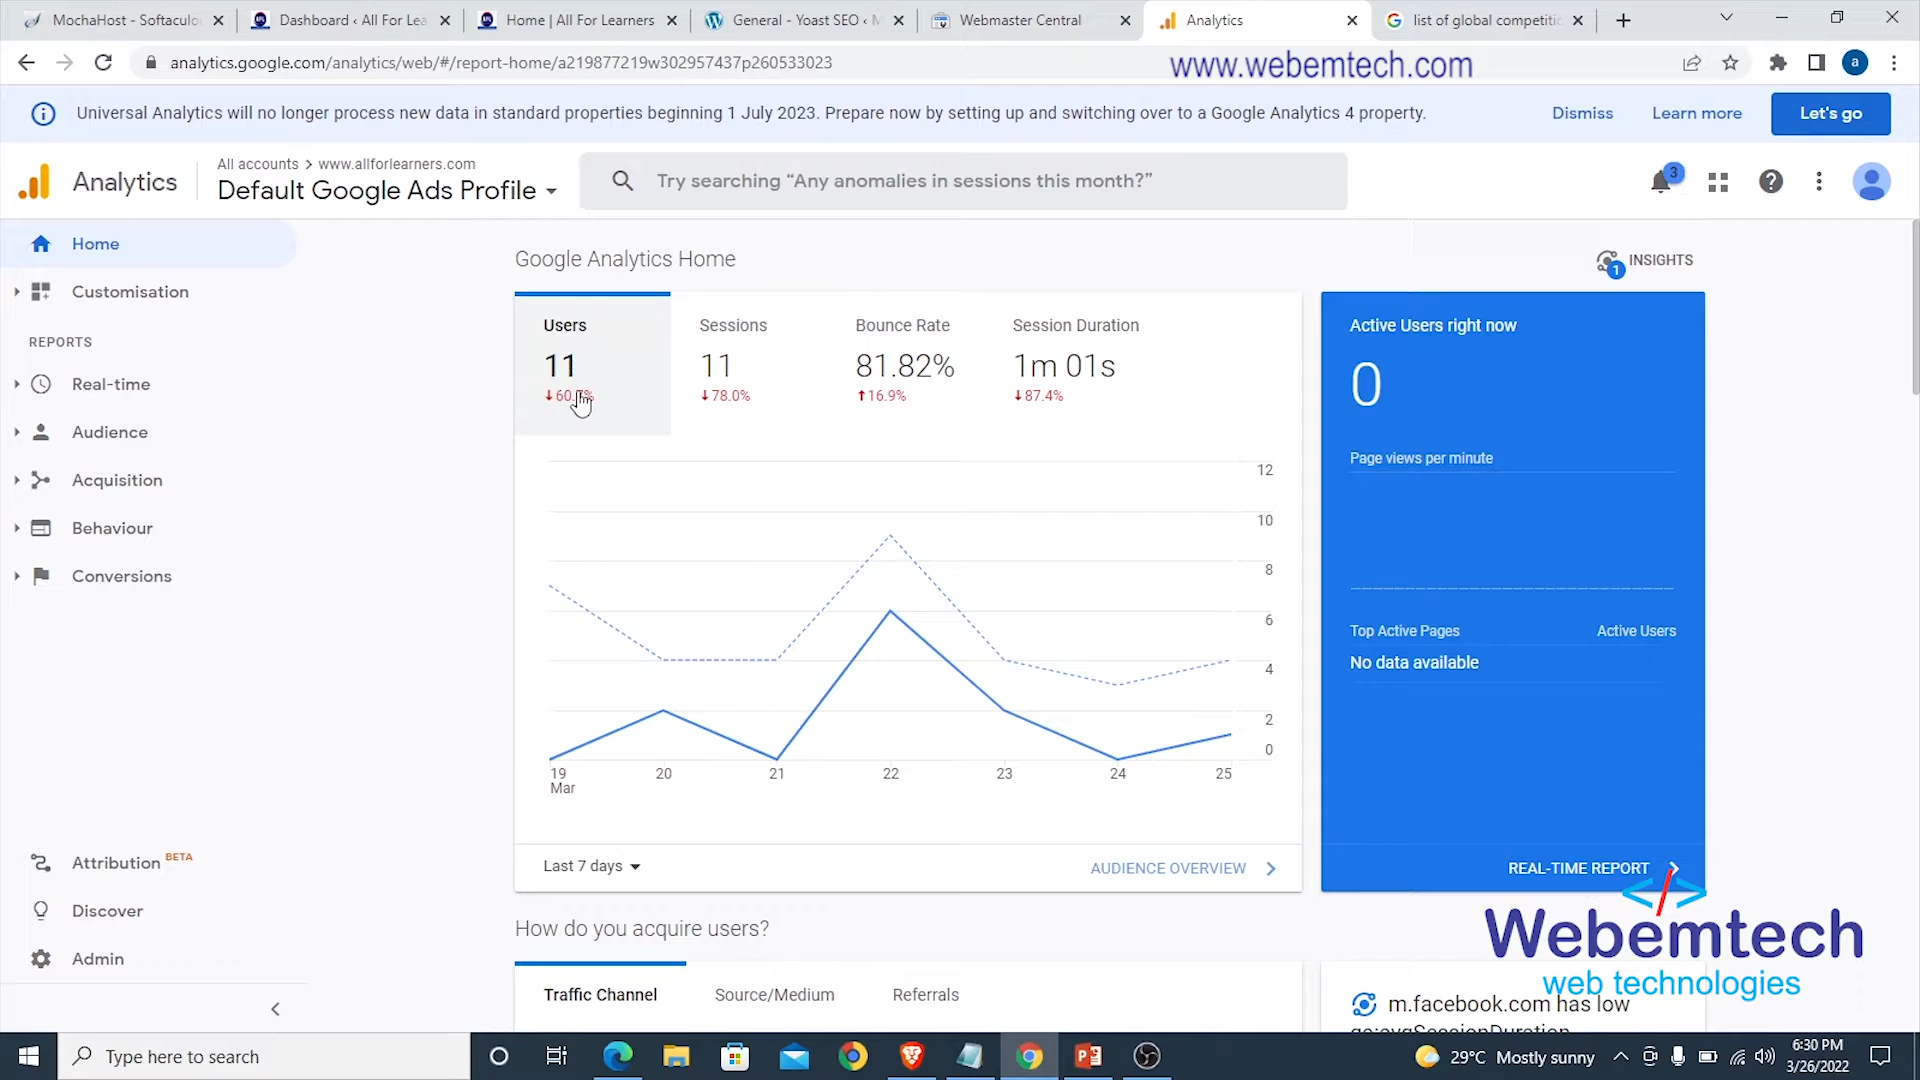 MochaHost - Softaculo
Dashboard ‹ All For Lea
Home | All For Learners
General - Yoast SEO ‹ M
Webmaster Central
Analytics
list of global competitio
analytics.google.com/analytics/web/#/report-home/a219877219w302957437p260533023
www.webemtech.com
a
Universal Analytics will no longer process new data in standard properties beginning 1 July 2023. Prepare now by setting up and switching over to a Google Analytics 4 property.
Dismiss
Learn more
Let's go
Analytics
All accounts > www.allforlearners.com
Default Google Ads Profile
Try searching “Any anomalies in sessions this month?”
3
Home
Customisation
REPORTS
Real-time
Audience
Acquisition
Behaviour
Conversions
Attribution BETA
Discover
Admin
Google Analytics Home
INSIGHTS
1
Users
11
Sessions
11
78.0%
Bounce Rate
81.82%
16.9%
Session Duration
1m 01s
87.4%
12
10
8
6
4
2
0
19
Mar
20
21
22
23
24
25
Last 7 days
AUDIENCE OVERVIEW
Active Users right now
0
Page views per minute
Top Active Pages
Active Users
No data available
REAL-TIME REPORT
How do you acquire users?
Traffic Channel
Source/Medium
Referrals
Webemtech
web technologies
m.facebook.com has low
Type here to search
29°C Mostly sunny
6:30 PM
3/26/2022